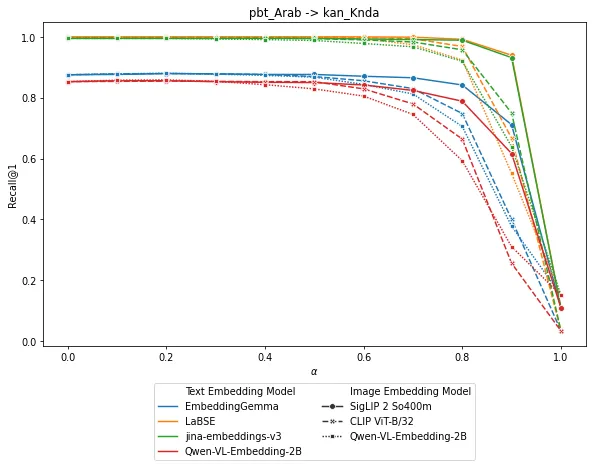 pbt_Arab -> kan_Knda
Recall@1
1.0
0.8
0.6
0.4
0.2
0.0
0.0 0.2 0.4 0.6 0.8 1.0
α
Text Embedding Model Image Embedding Model
EmbeddingGemma SigLIP 2 So400m
LaBSE CLIP ViT-B/32
jina-embeddings-v3 Qwen-VL-Embedding-2B
Qwen-VL-Embedding-2B